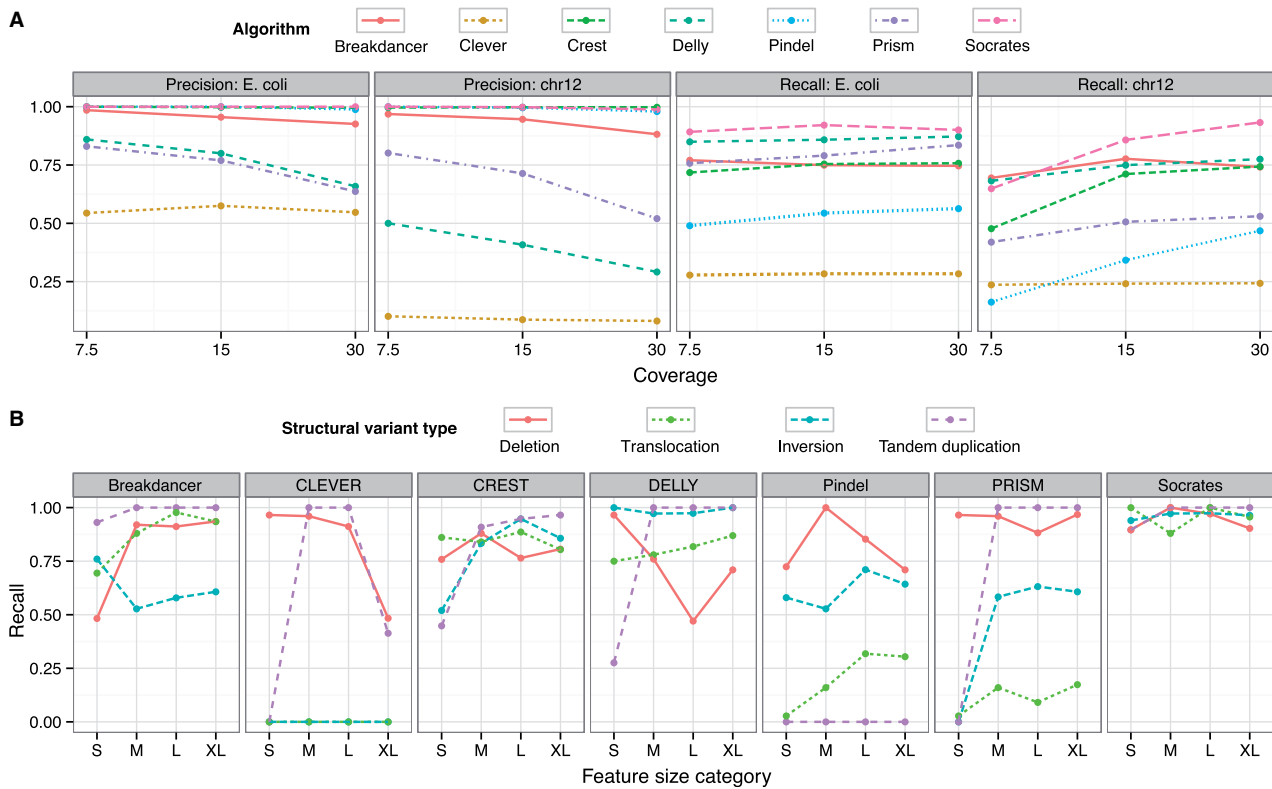 A
Algorithm
Breakdancer Clever Crest Delly Pindel Prism Socrates
Precision: E. coli Precision: chr12 Recall: E. coli Recall: chr12
1.00
0.75
0.50
0.25
7.5 15 30 7.5 15 30 7.5 15 30 7.5 15 30
Coverage
B
Structural variant type
Deletion Translocation Inversion Tandem duplication
Breakdancer CLEVER CREST DELLY Pindel PRISM Socrates
1.00
0.75
0.50
0.25
0.00
Recall
S M L XL S M L XL S M L XL S M L XL S M L XL S M L XL S M L XL
Feature size category